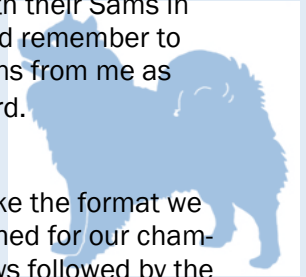 th their Sams in
d remember to
ns from me as
rd.
ke the format we
ned for our cham-
ws followed by the